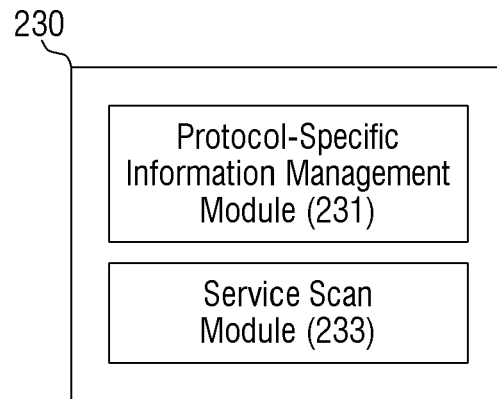 230
Protocol-Specific
Information Management
Module (231)
Service Scan
Module (233)